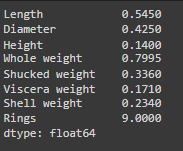 Length 0.5450
Diameter 0.4250
Height 0.1400
Whole weight 0.7995
Shucked weight 0.3360
Viscera weight 0.1710
Shell weight 0.2340
Rings 9.0000
dtype: float64